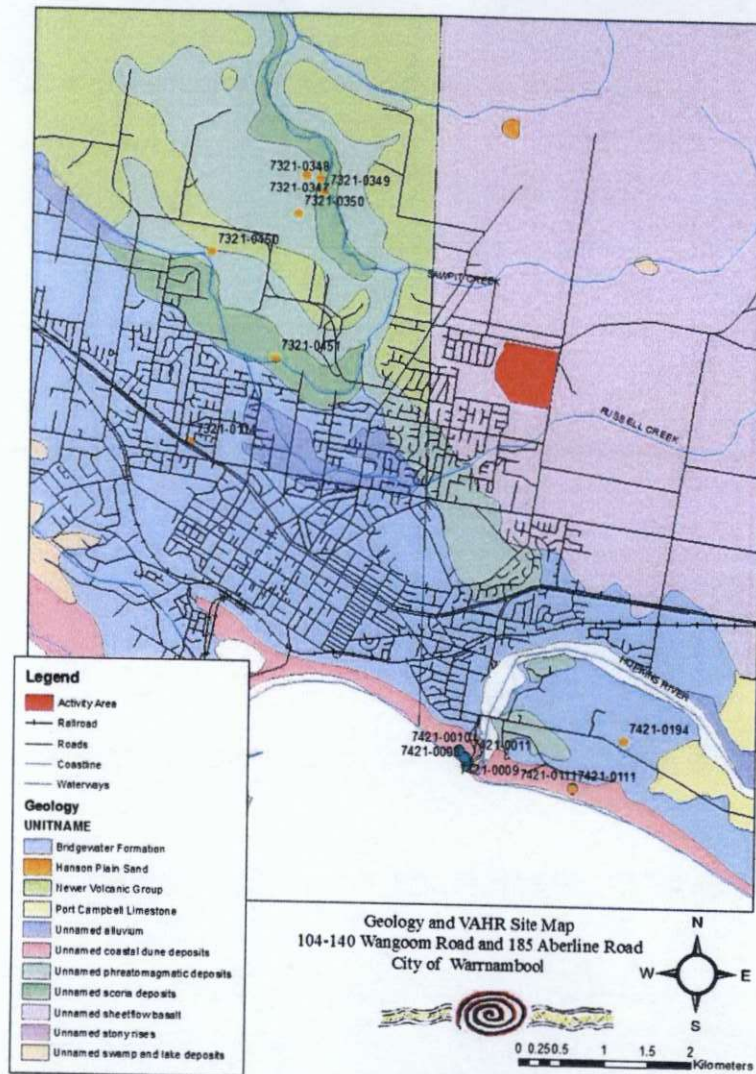 7321-0348
7321-0349
7321-0347
7321-0350
7321-0450
SAWPIT CREEK
7321-0451
RUSSELL CREEK
HOPKINS RIVER
7421-0194
7421-0010
7421-0011
7421-0009
7421-0111 7421-0111
Legend
Activity Area
Railroad
Roads
Coastline
Waterways
Geology
UNITNAME
Bridgewater Formation
Hanson Plain Sand
Newer Volcanic Group
Port Campbell Limestone
Unnamed alluvium
Unnamed coastal dune deposits
Unnamed phreatomagmatic deposits
Unnamed scoria deposits
Unnamed sheetflow basalt
Unnamed stony rises
Unnamed swamp and lake deposits
Geology and VAHR Site Map
104-140 Wangoom Road and 185 Aberline Road
City of Warrnambool
N
W E
S
0 0.25 0.5 1 1.5 2
Kilometers